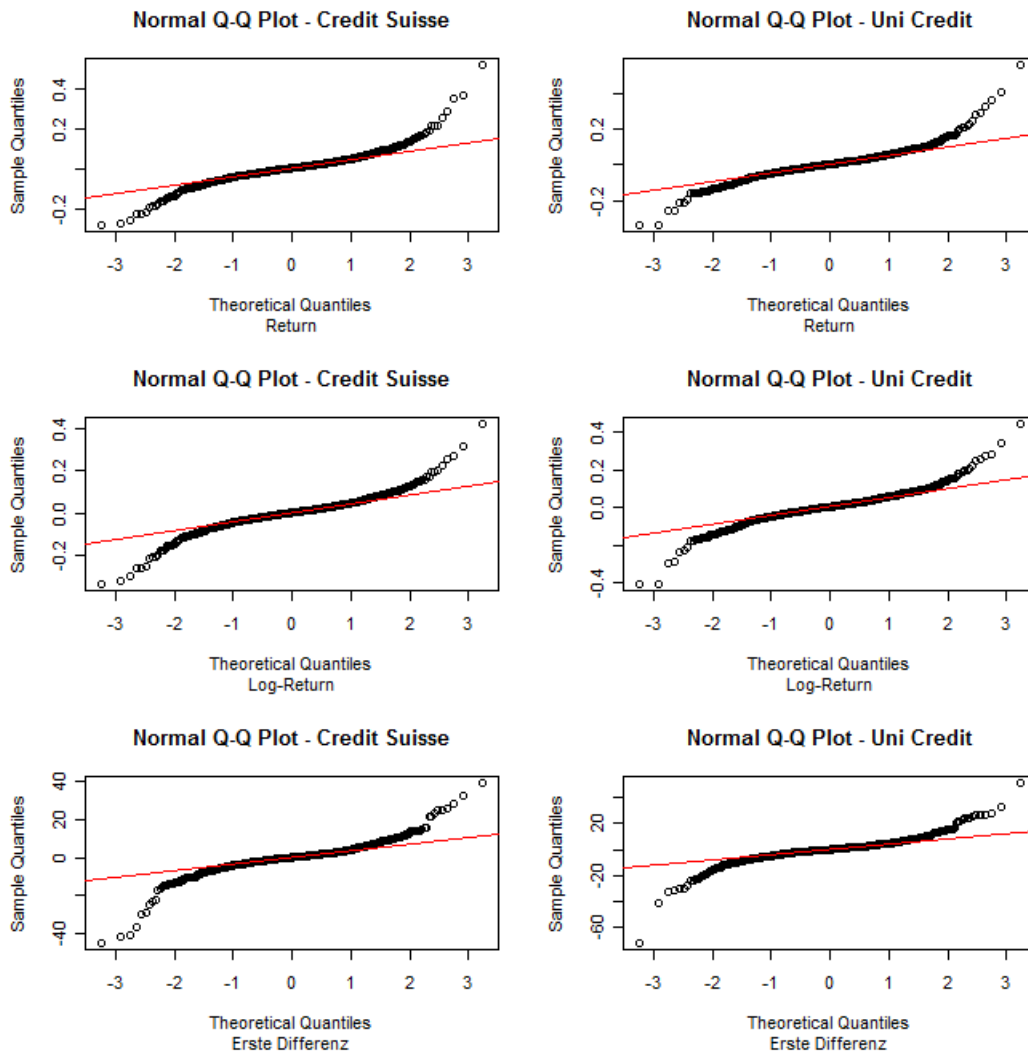 Normal Q-Q Plot - Credit Suisse
Sample Quantiles
-0.2 0.2 0.4
-3 -2 -1 0 1 2 3
Theoretical Quantiles
Return
Normal Q-Q Plot - Uni Credit
Sample Quantiles
-0.2 0.2
-3 -2 -1 0 1 2 3
Theoretical Quantiles
Return
Normal Q-Q Plot - Credit Suisse
Sample Quantiles
-0.2 0.0 0.2 0.4
-3 -2 -1 0 1 2 3
Theoretical Quantiles
Log-Return
Normal Q-Q Plot - Uni Credit
Sample Quantiles
-0.4 0.0 0.2 0.4
-3 -2 -1 0 1 2 3
Theoretical Quantiles
Log-Return
Normal Q-Q Plot - Credit Suisse
Sample Quantiles
-40 0 20 40
-3 -2 -1 0 1 2 3
Theoretical Quantiles
Erste Differenz
Normal Q-Q Plot - Uni Credit
Sample Quantiles
-60 -20 20
-3 -2 -1 0 1 2 3
Theoretical Quantiles
Erste Differenz